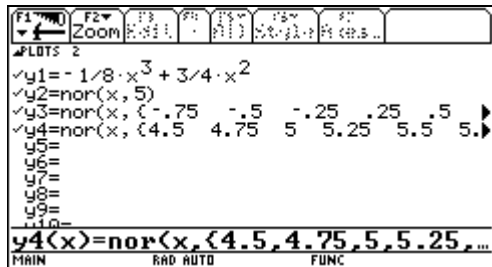 F1 F2 Zoom
PLOTS 2
✓y1=- 1/8·x³ + 3/4·x²
✓y2=nor(x,5)
✓y3=nor(x,{-.75 -.5 -.25 .25 .5
✓y4=nor(x,{4.5 4.75 5 5.25 5.5 5.
y5=
y6=
y7=
y8=
y9=
y4(x)=nor(x,{4.5,4.75,5,5.25,…
MAIN RAD AUTO FUNC